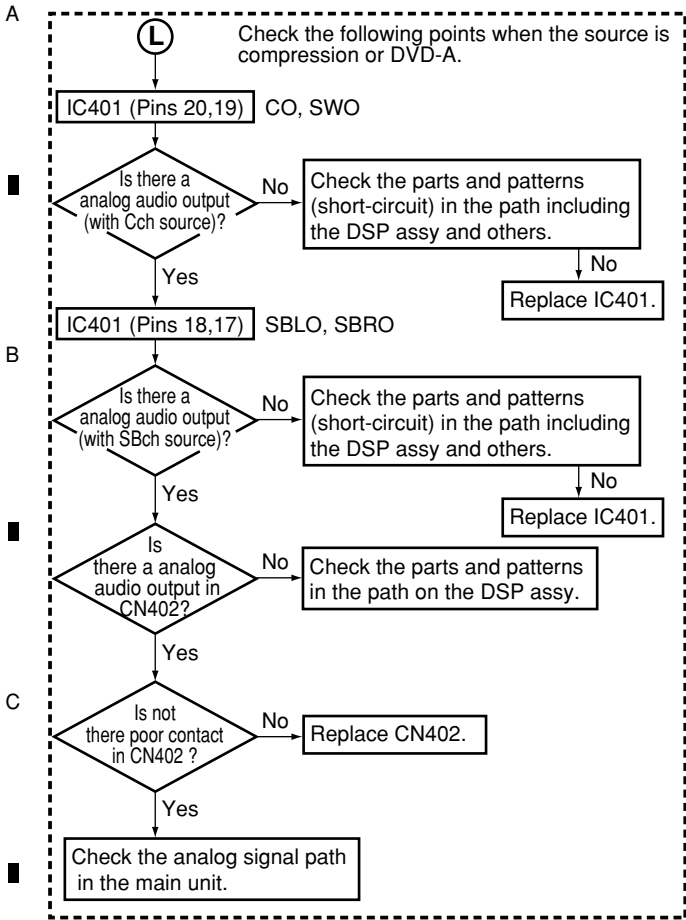 A
L
Check the following points when the source is
compression or DVD-A.
IC401 (Pins 20,19)
CO, SWO
Is there a
analog audio output
(with Cch source)?
No
Check the parts and patterns
(short-circuit) in the path including
the DSP assy and others.
No
Replace IC401.
Yes
IC401 (Pins 18,17)
SBLO, SBRO
B
Is there a
analog audio output
(with SBch source)?
No
Check the parts and patterns
(short-circuit) in the path including
the DSP assy and others.
No
Replace IC401.
Yes
Is
there a analog
audio output in
CN402?
No
Check the parts and patterns
in the path on the DSP assy.
Yes
C
Is not
there poor contact
in CN402 ?
No
Replace CN402.
Yes
Check the analog signal path
in the main unit.